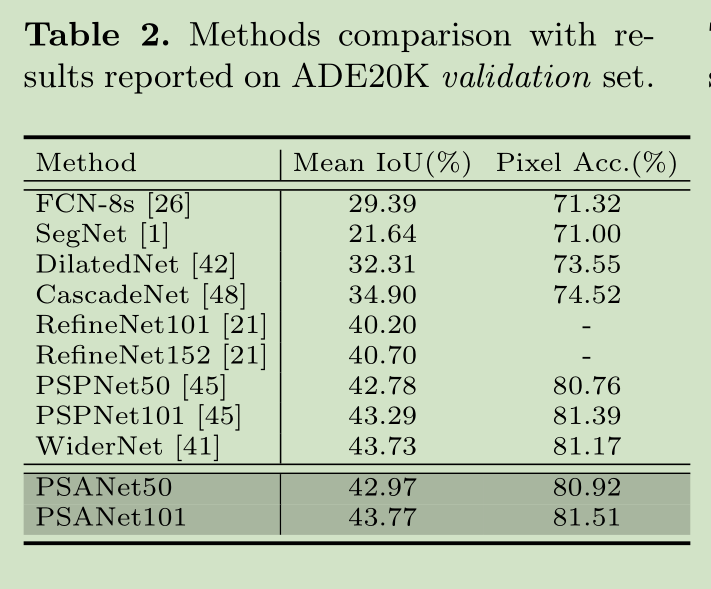 Table 2. Methods comparison with re-
sults reported on ADE20K validation set.
Method Mean IoU(%) Pixel Acc.(%)
FCN-8s [26] 29.39 71.32
SegNet [1] 21.64 71.00
DilatedNet [42] 32.31 73.55
CascadeNet [48] 34.90 74.52
RefineNet101 [21] 40.20 -
RefineNet152 [21] 40.70 -
PSPNet50 [45] 42.78 80.76
PSPNet101 [45] 43.29 81.39
WiderNet [41] 43.73 81.17
PSANet50 42.97 80.92
PSANet101 43.77 81.51